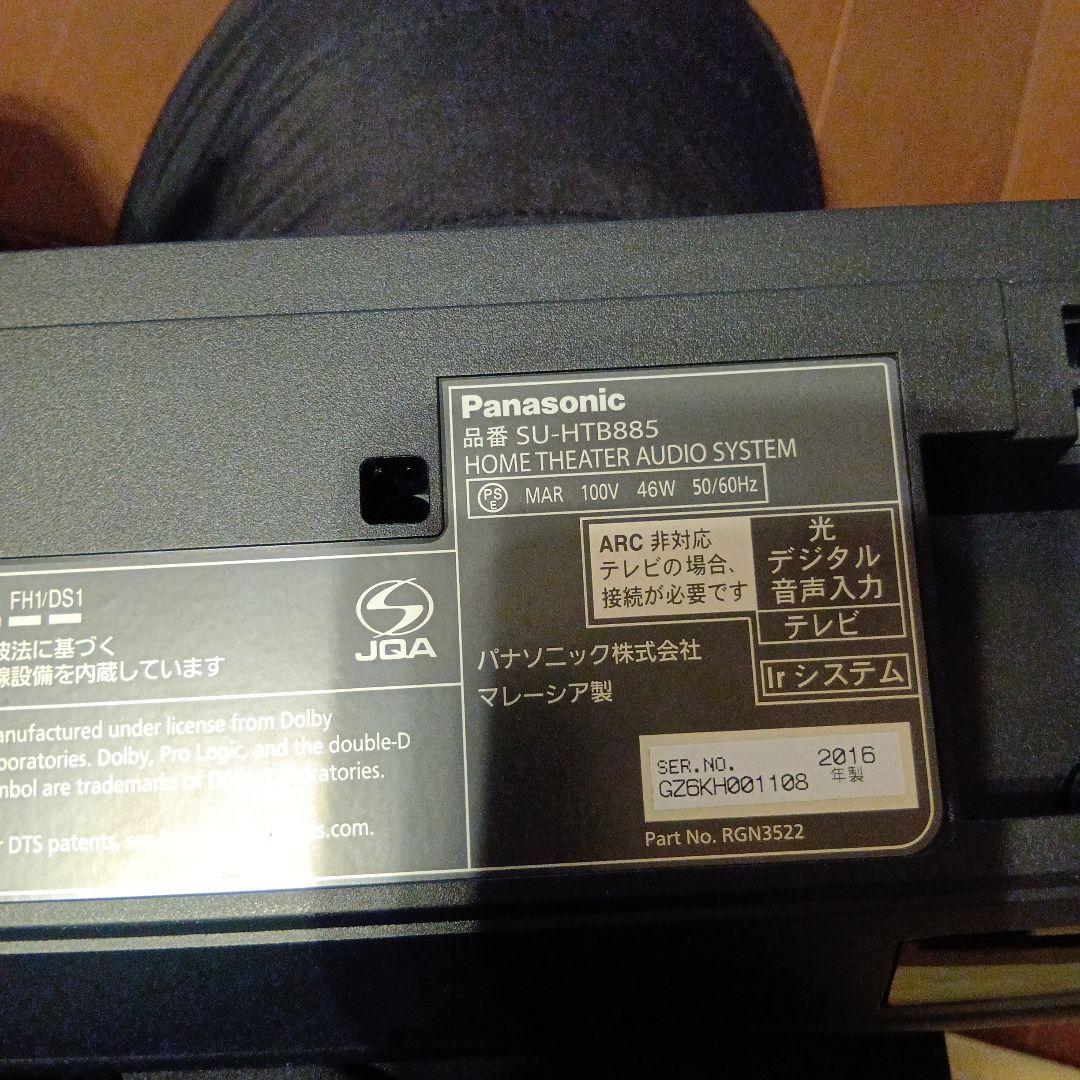 Panasonic
品番 SU-HTB885
HOME THEATER AUDIO SYSTEM
PS
E
MAR 100V 46W 50/60Hz
ARC 非対応
テレビの場合、
接続が必要です
光
デジタル
音声入力
テレビ
Ir システム
FH1/DS1
法に基づく
設備を内蔵しています
JQA
パナソニック株式会社
マレーシア製
anufactured under license from Dolby
boratories. Dolby, Pro Logic, and the double-D
mbol are trademarks of
DTS patents,
s.com.
SER.NO.
GZ6KH001108
2016
年製
Part No. RGN3522